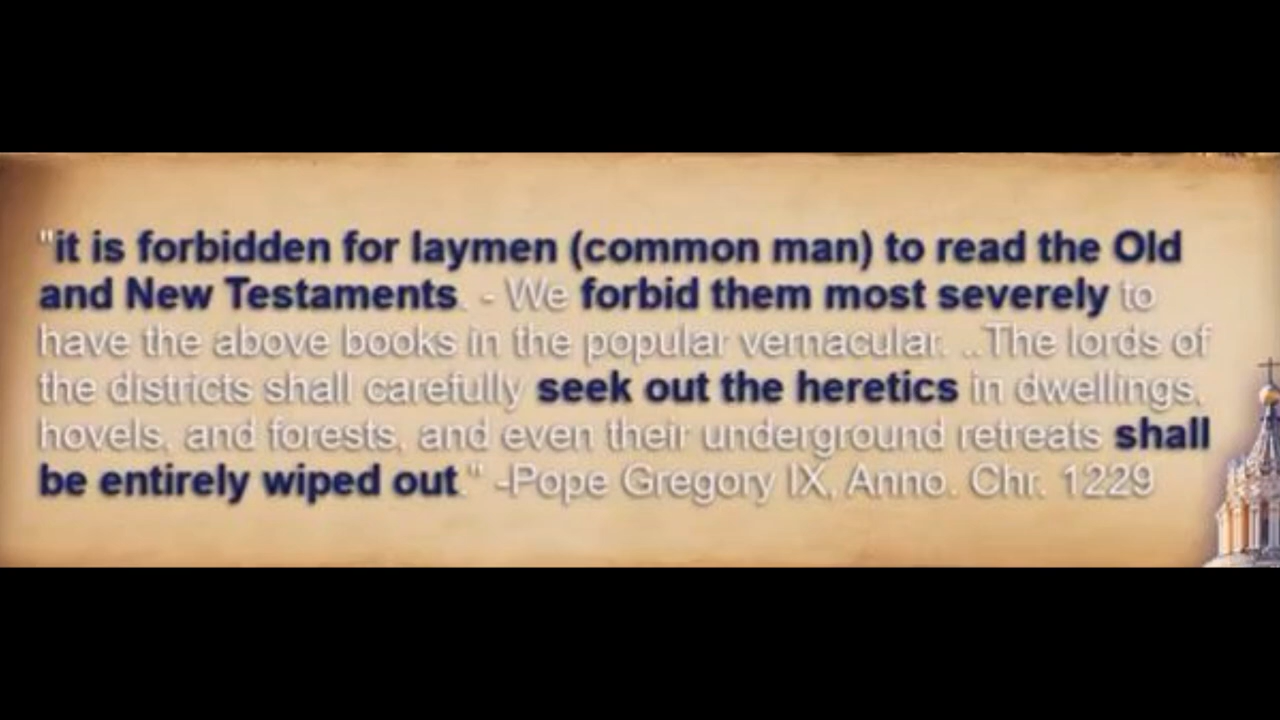 "it is forbidden for laymen (common man) to read the Old
and New Testaments. - We forbid them most severely to
have the above books in the popular vernacular. ..The lords of
the districts shall carefully seek out the heretics in dwellings,
hovels, and forests, and even their underground retreats shall
be entirely wiped out." -Pope Gregory IX, Anno. Chr. 1229